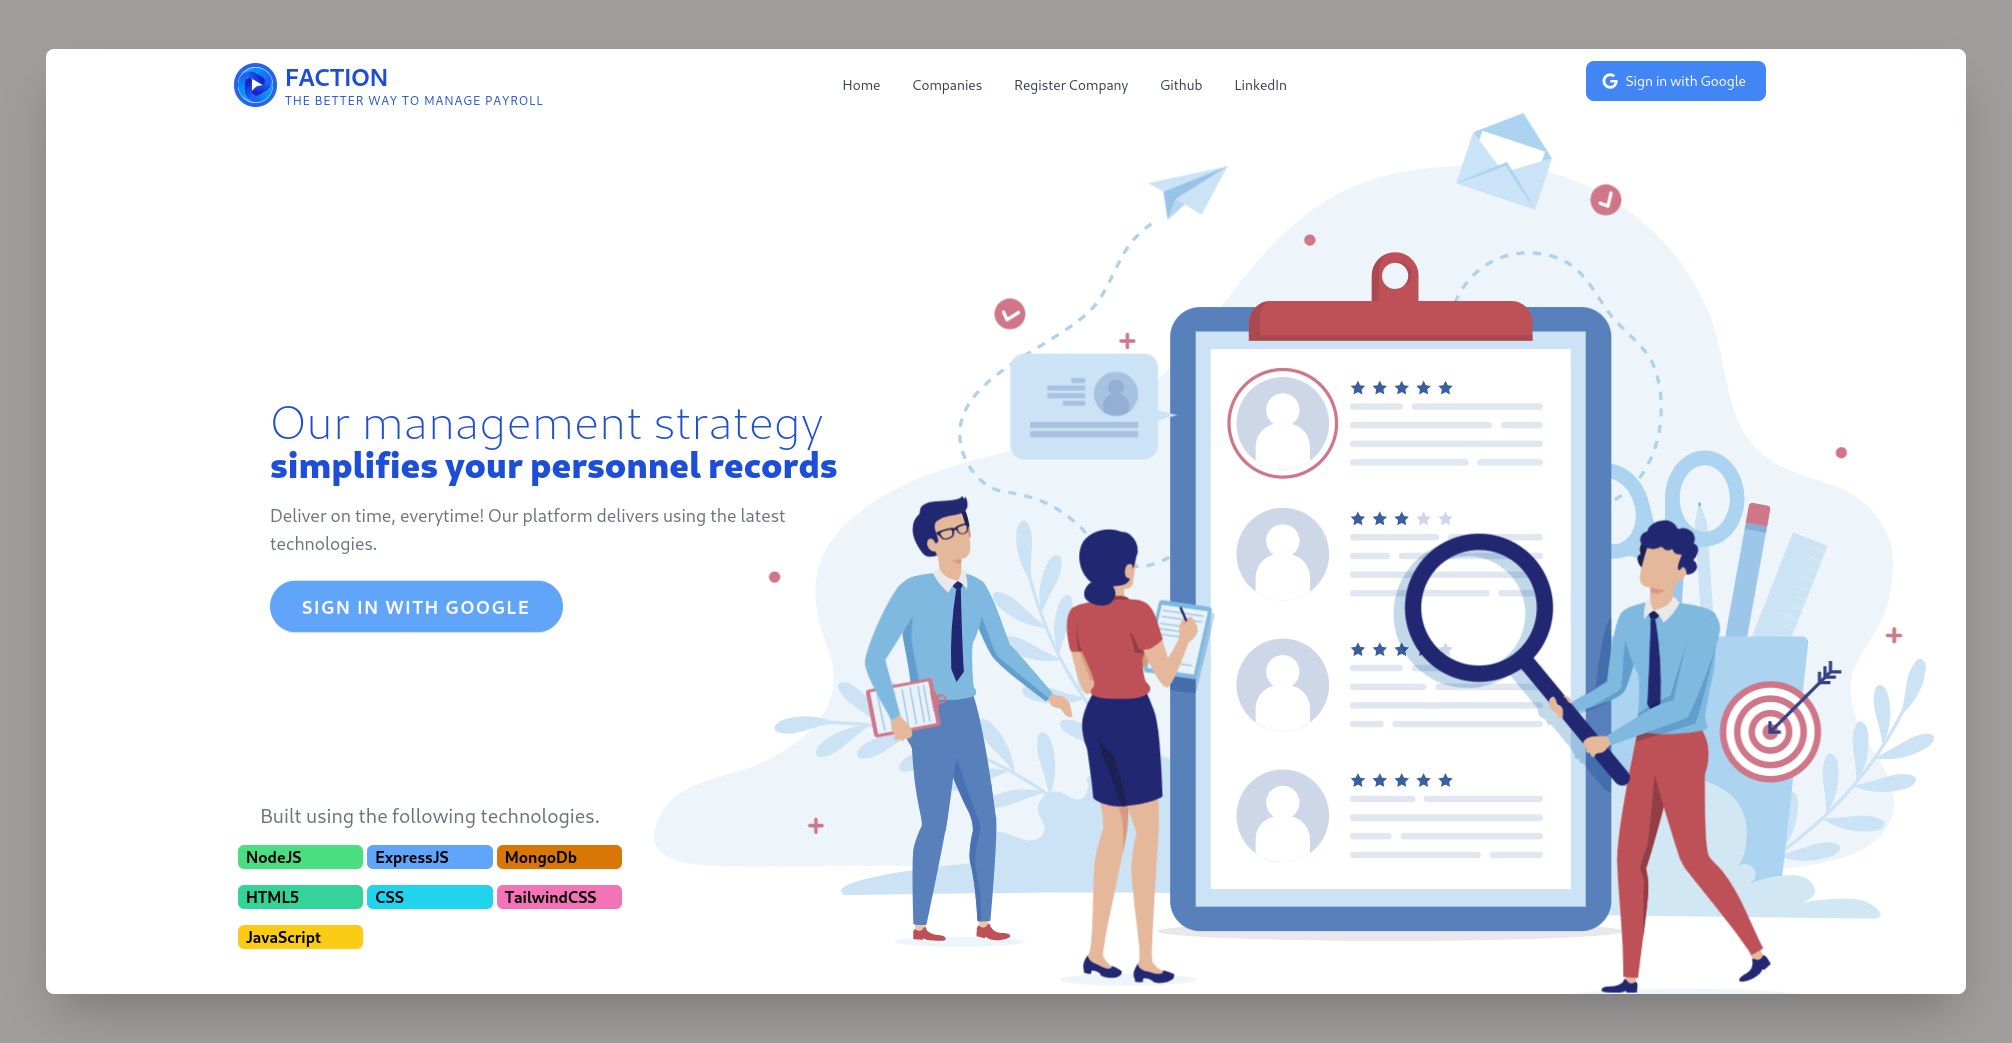 FACTION
THE BETTER WAY TO MANAGE PAYROLL
Home
Companies
Register Company
Github
LinkedIn
Sign in with Google
Our management strategy
simplifies your personnel records
Deliver on time, everytime! Our platform delivers using the latest
technologies.
SIGN IN WITH GOOGLE
Built using the following technologies.
NodeJS
ExpressJS
MongoDb
HTML5
CSS
TailwindCSS
JavaScript